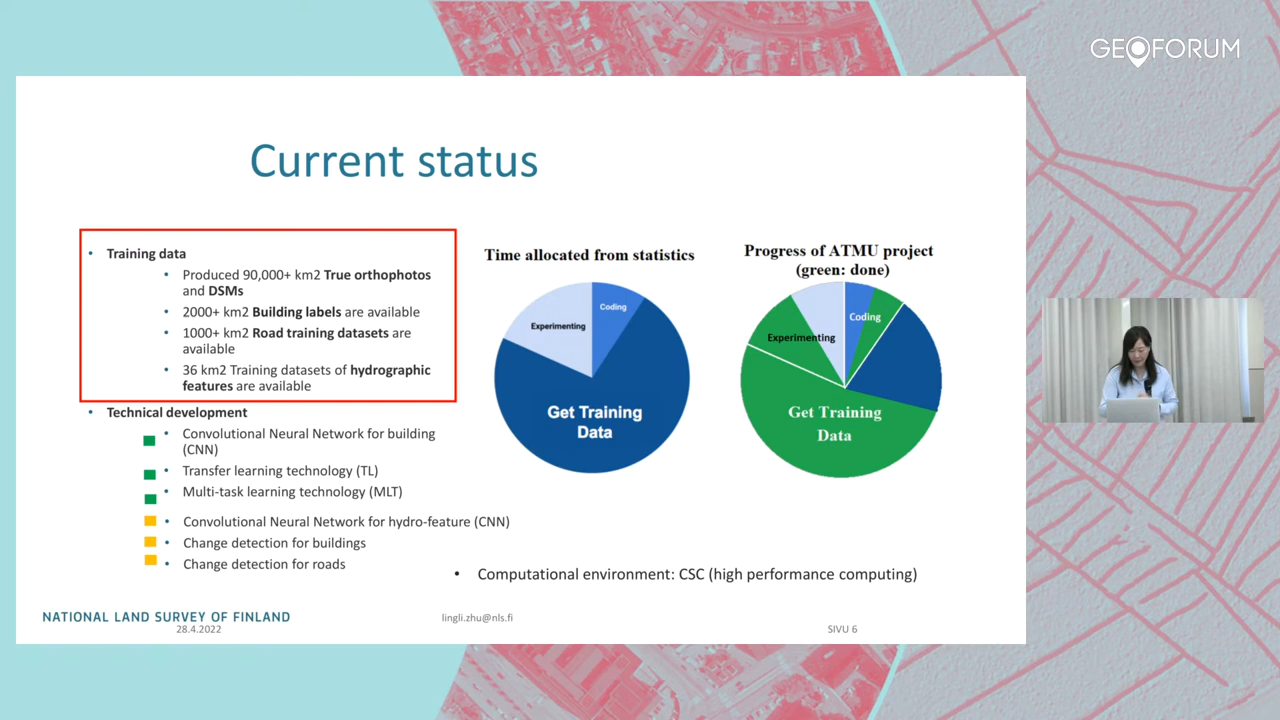 GEOFORUM
Current status
• Training data
• Produced 90,000+ km2 True orthophotos
and DSMs
• 2000+ km2 Building labels are available
• 1000+ km2 Road training datasets are
available
• 36 km2 Training datasets of hydrographic
features are available
• Technical development
• Convolutional Neural Network for building
(CNN)
• Transfer learning technology (TL)
• Multi-task learning technology (MLT)
• Convolutional Neural Network for hydro-feature (CNN)
• Change detection for buildings
• Change detection for roads
Time allocated from statistics
Coding
Experimenting
Get Training
Data
Progress of ATMU project
(green: done)
Coding
Experimenting
Get Training
Data
• Computational environment: CSC (high performance computing)
NATIONAL LAND SURVEY OF FINLAND
28.4.2022
lingli.zhu@nls.fi
SIVU 6